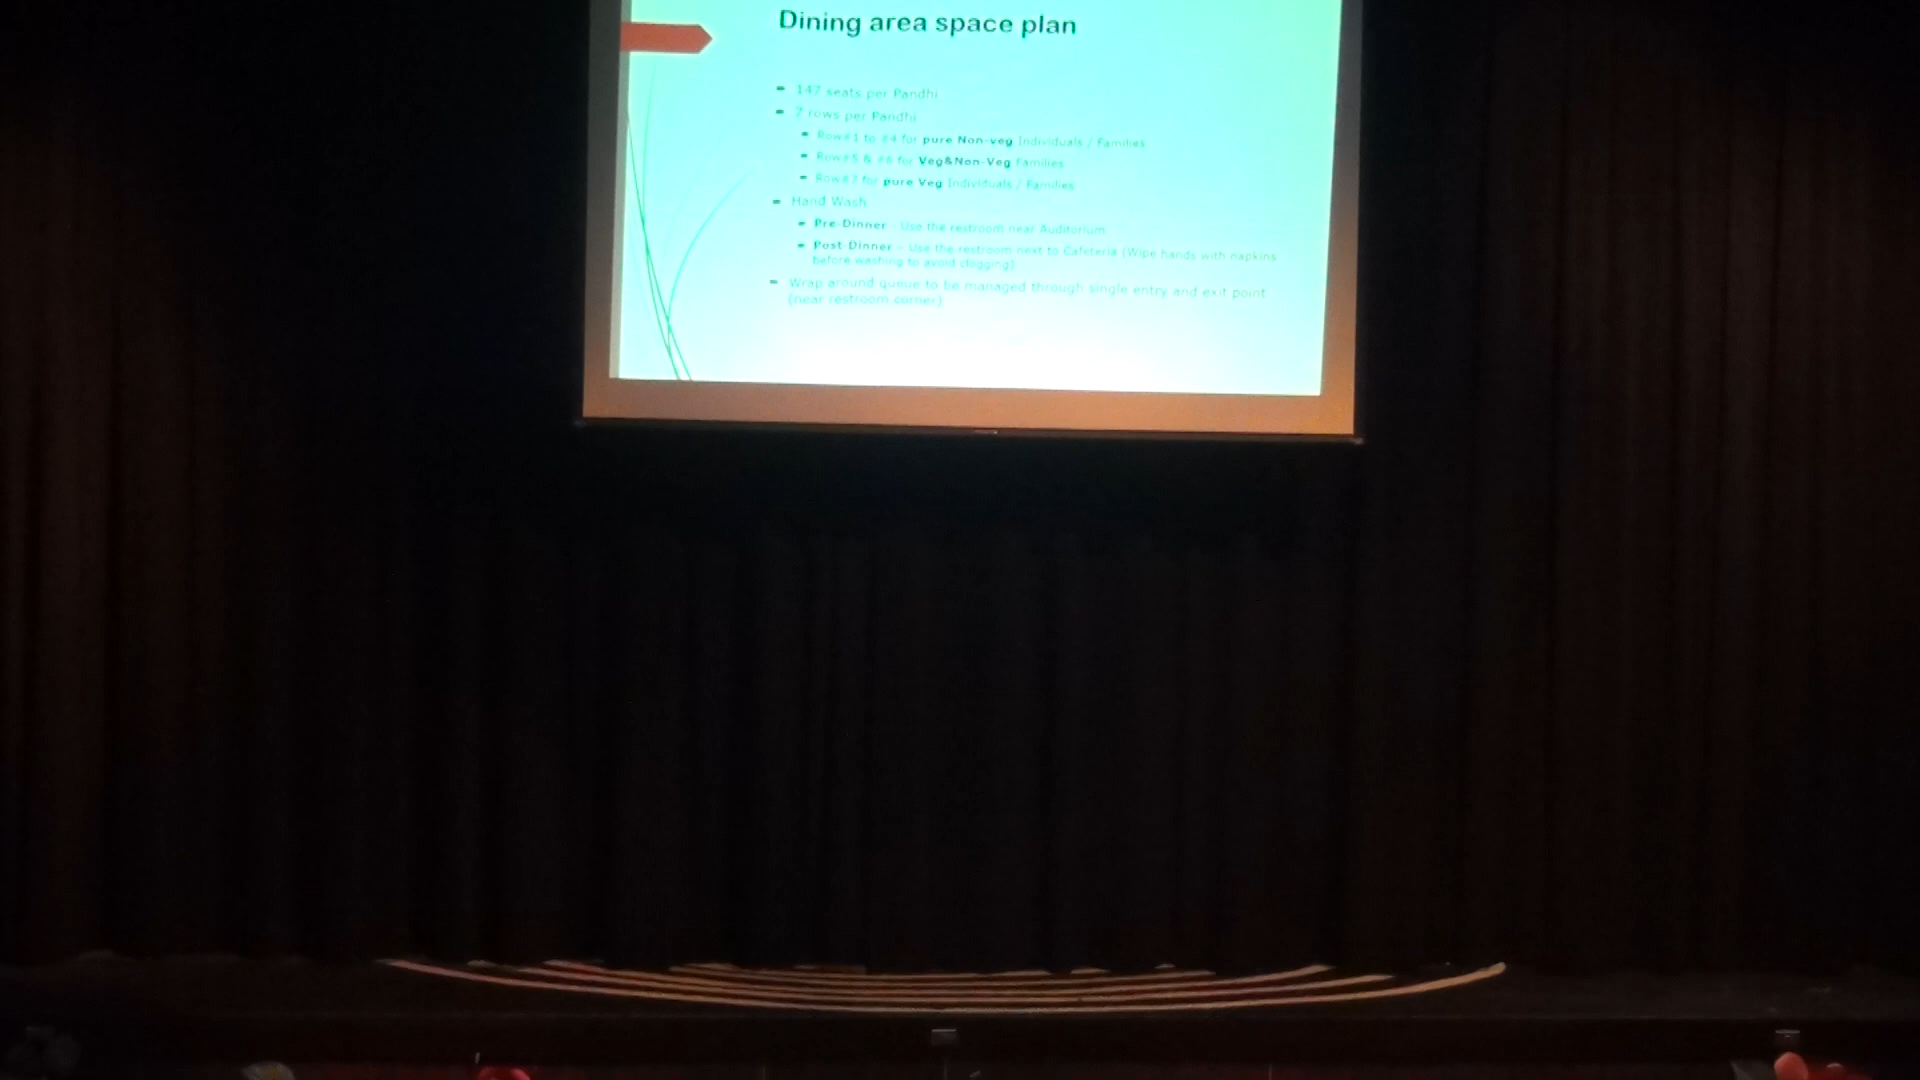 Dining area space plan
147 seats per Pandhi
7 rows per Pandhi
Row#1 to #4 for pure Non-veg Individuals / Families
Row#5 & #6 for Veg&Non-Veg Families
Row#7 for pure Veg Individuals / Families
Hand Wash
Pre-Dinner - Use the restroom near Auditorium
Post-Dinner – Use the restroom next to Cafeteria (Wipe hands with napkins
before washing to avoid clogging)
Wrap around queue to be managed through single entry and exit point
(near restroom corner)